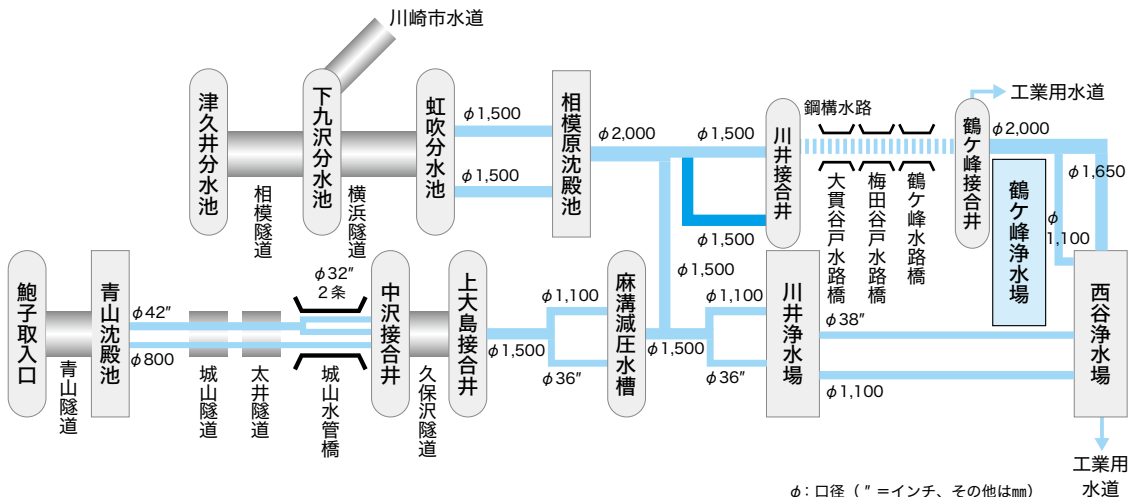 川崎市水道
津久井分水池
相模隧道
下九沢分水池
横浜隧道
虹吹分水池
φ1,500
φ1,500
相模原沈殿池
φ2,000
φ1,500
φ1,500
川井接合井
鋼構水路
大貫谷戸水路橋
梅田谷戸水路橋
鶴ケ峰水路橋
鶴ケ峰接合井
工業用水道
φ2,000
φ1,650
φ
1,100
鶴ケ峰浄水場
鮑子取入口
青山隧道
青山沈殿池
φ42″
φ800
城山隧道
太井隧道
φ32″
2条
城山水管橋
中沢接合井
久保沢隧道
上大島接合井
φ1,500
φ1,100
φ36″
麻溝減圧水槽
φ1,500
φ1,500
φ1,100
φ36″
川井浄水場
φ38″
φ1,100
西谷浄水場
工業用
水道
φ：口径（ ″ =インチ、その他は㎜）